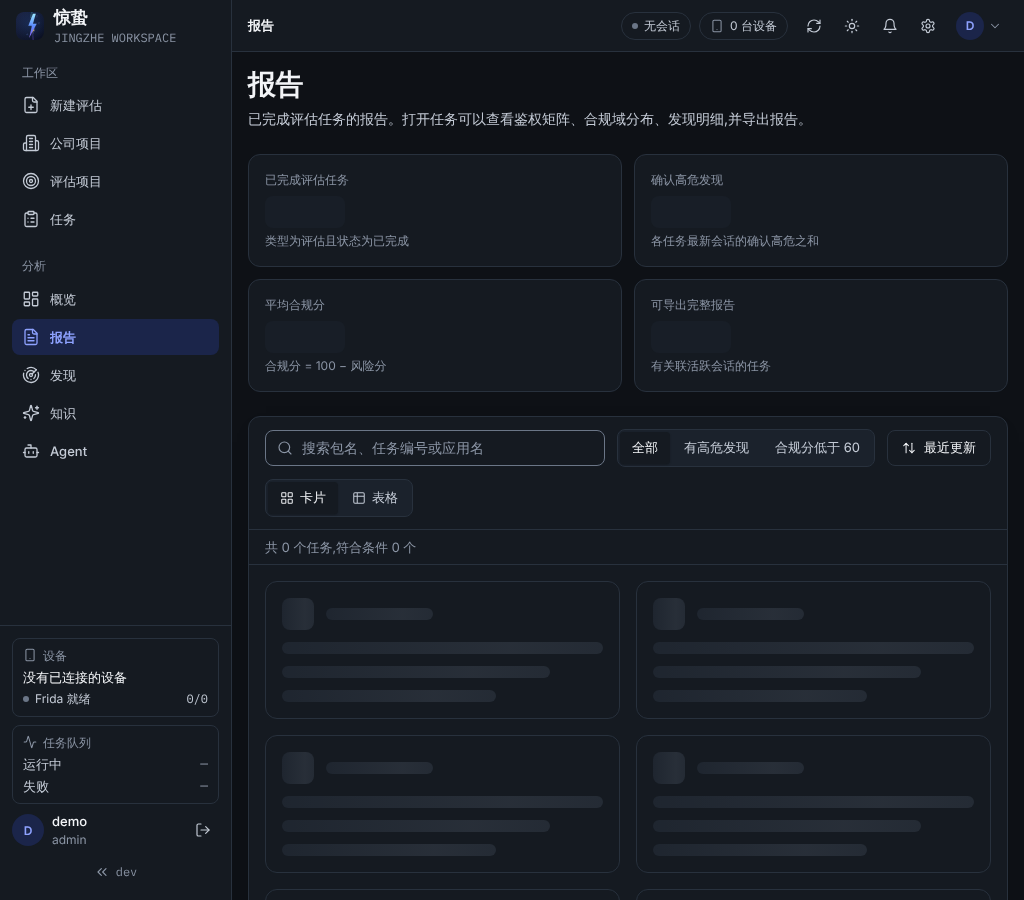 惊蛰
JINGZHE WORKSPACE
工作区
新建评估
公司项目
评估项目
任务
分析
概览
报告
发现
知识
Agent
设备
没有已连接的设备
Frida 就绪 0/0
任务队列
运行中 —
失败 —
D demo
admin
dev
报告 无会话 0 台设备 D
报告
已完成评估任务的报告。打开任务可以查看鉴权矩阵、合规域分布、发现明细,并导出报告。
已完成评估任务
类型为评估且状态为已完成
确认高危发现
各任务最新会话的确认高危之和
平均合规分
合规分 = 100 − 风险分
可导出完整报告
有关联活跃会话的任务
搜索包名、任务编号或应用名 全部 有高危发现 合规分低于 60 最近更新
卡片 表格
共 0 个任务,符合条件 0 个